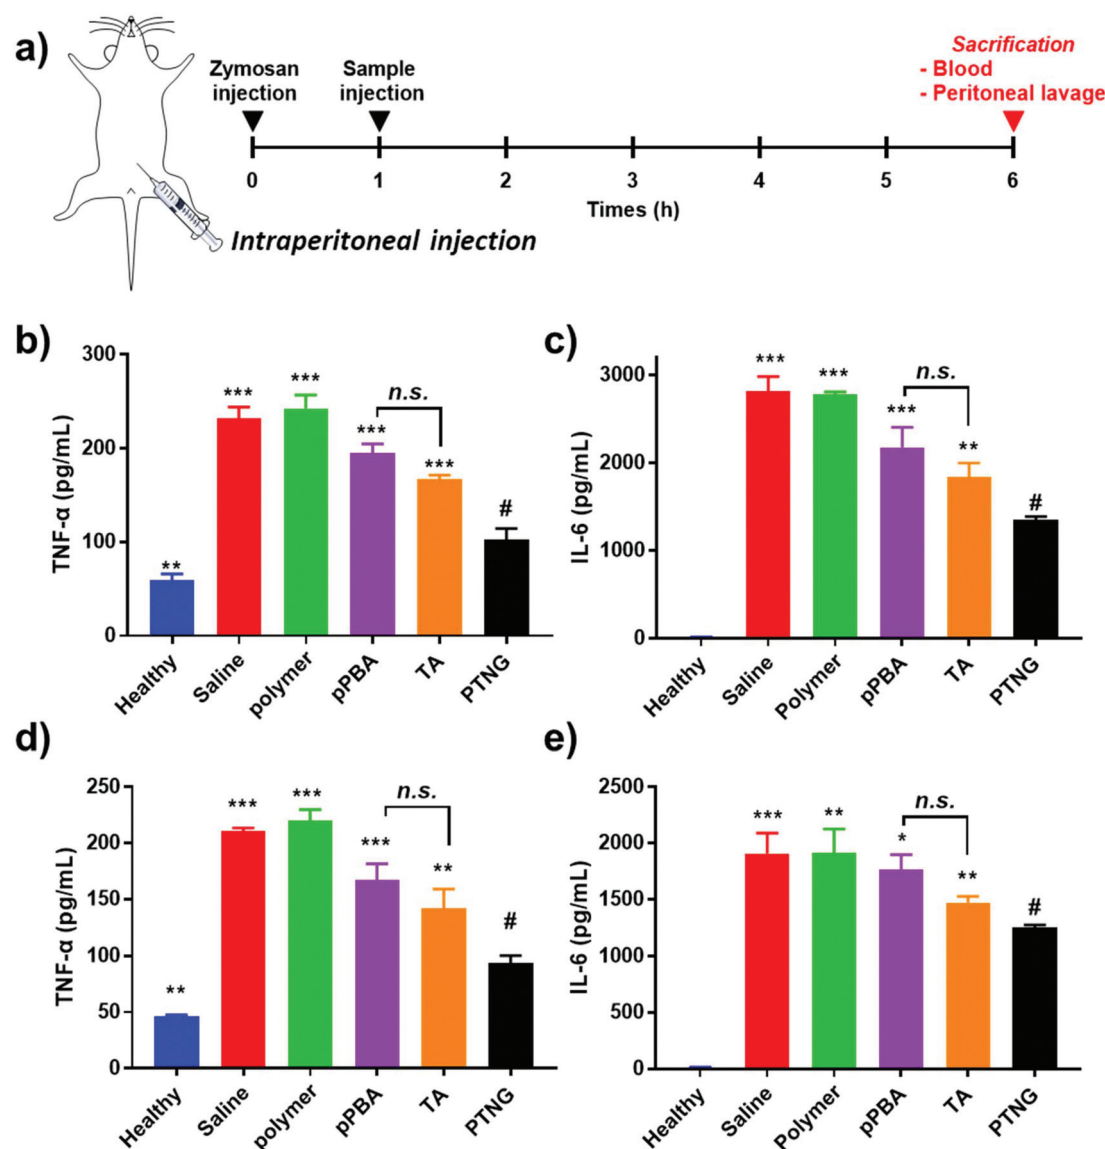 a)
Zymosan
injection
Sample
injection
Sacrification
- Blood
- Peritoneal lavage
0 1 2 3 4 5 6
Times (h)
Intraperitoneal injection
b)
TNF-α (pg/mL)
300
200
100
0
**
***
***
***
n.s.
***
#
Healthy
Saline
polymer
pPBA
TA
PTNG
c)
IL-6 (pg/mL)
3000
2000
1000
0
***
***
***
n.s.
**
#
Healthy
Saline
Polymer
pPBA
TA
PTNG
d)
TNF-α (pg/mL)
250
200
150
100
50
0
**
***
***
***
n.s.
**
#
Healthy
Saline
polymer
pPBA
TA
PTNG
e)
IL-6 (pg/mL)
2500
2000
1500
1000
500
0
***
**
*
n.s.
**
#
Healthy
Saline
Polymer
pPBA
TA
PTNG